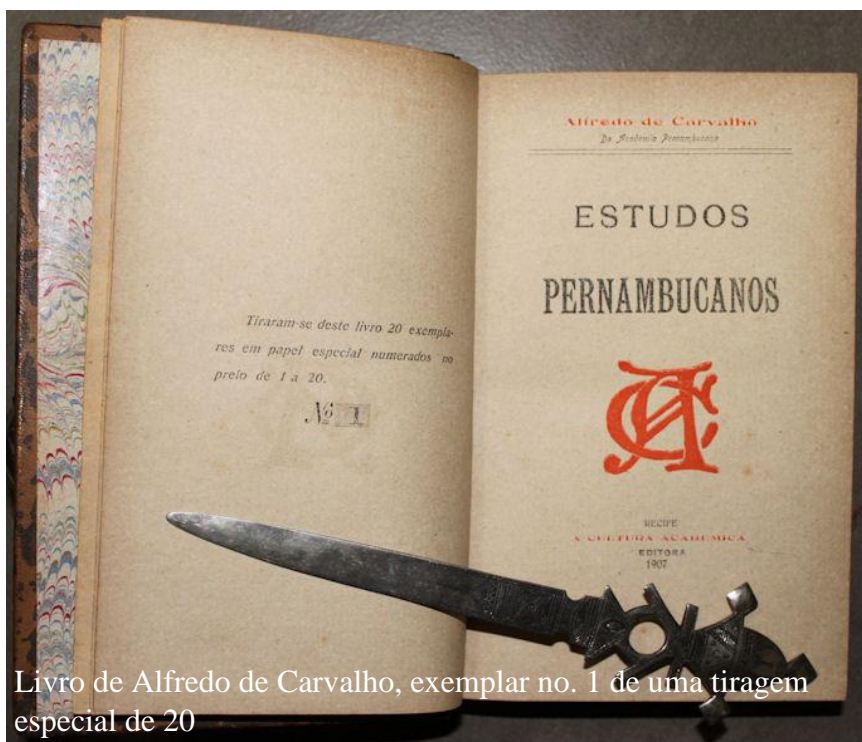 Tiraram-se deste livro 20 exempla-
res em papel especial numerados no
prelo de 1 a 20.
Nº 1
Alfredo de Carvalho
Da Academia Pernambucana
ESTUDOS
PERNAMBUCANOS
CA
RECIFE
A CULTURA ACADEMICA
EDITORA
1907
Livro de Alfredo de Carvalho, exemplar no. 1 de uma tiragem
especial de 20